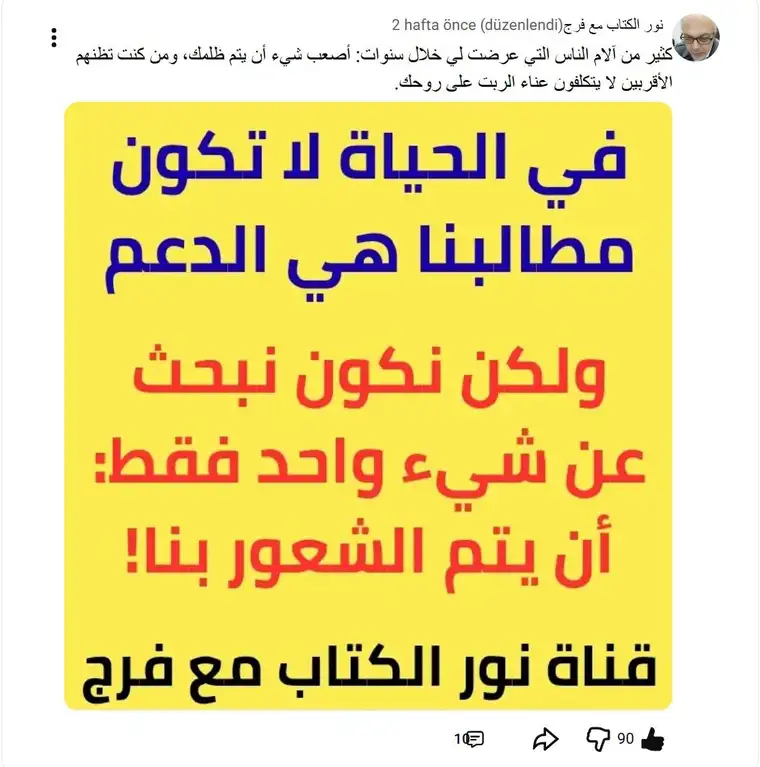 نور الكتاب مع فرج 2 hafta önce (düzenlendi)
كثير من آلام الناس التي عرضت لي خلال سنوات: أصعب شيء أن يتم ظلمك، ومن كنت تظنهم
الأقربين لا يتكلفون عناء الربت على روحك.
في الحياة لا تكون
مطالبنا هي الدعم
ولكن نكون نبحث
عن شيء واحد فقط:
أن يتم الشعور بنا!
قناة نور الكتاب مع فرج
90
10